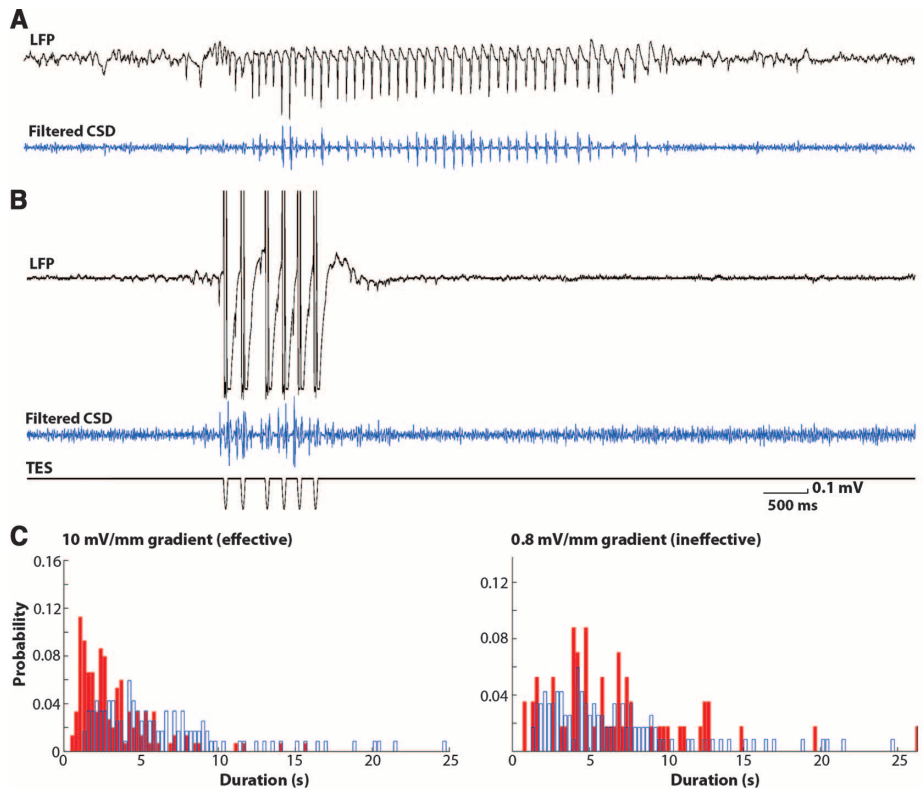 A
LFP
Filtered CSD
B
LFP
Filtered CSD
TES
0.1 mV
500 ms
C
10 mV/mm gradient (effective)
0.8 mV/mm gradient (ineffective)
0.16
0.12
0.08
0.04
0
Probability
0 5 10 15 20 25
Duration (s)
0.12
0.08
0.04
0 5 10 15 20 25
Duration (s)